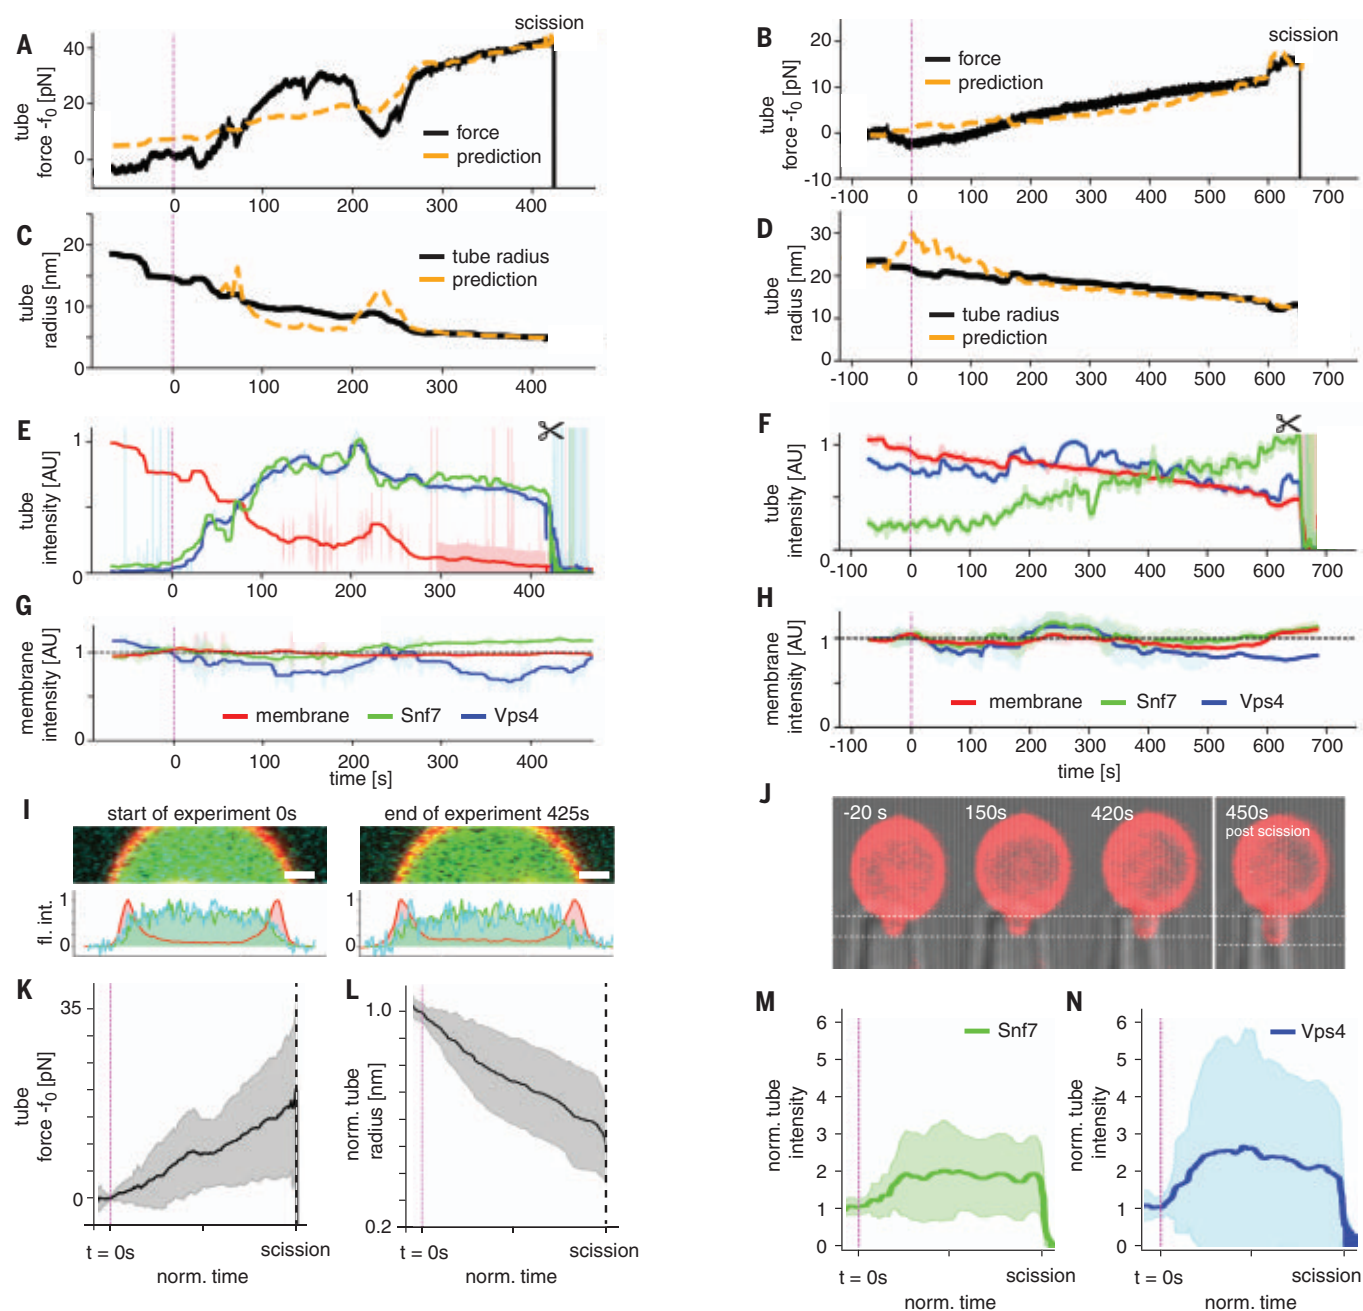 A
scission
tube
force -f0 [pN]
40
20
0
force
prediction
0 100 200 300 400
B
scission
tube
force -f0 [pN]
20
10
0
-10
force
prediction
-100 0 100 200 300 400 500 600 700
C
tube
radius [nm]
20
10
0
tube radius
prediction
0 100 200 300 400
D
tube
radius [nm]
30
20
10
0
tube radius
prediction
-100 0 100 200 300 400 500 600 700
E
tube
intensity [AU]
1
0
0 100 200 300 400
F
tube
intensity [AU]
1
0
-100 0 100 200 300 400 500 600 700
G
membrane
intensity [AU]
1
0
membrane Snf7 Vps4
0 100 200 300 400
time [s]
H
membrane
intensity [AU]
1
0
membrane Snf7 Vps4
-100 0 100 200 300 400 500 600 700
time [s]
I
start of experiment 0s
end of experiment 425s
fl. int.
1
0
1
0
J
-20 s
150s
420s
450s
post scission
K
tube
force -f0 [pN]
35
0
t = 0s
scission
norm. time
L
norm. tube
radius [nm]
1.0
0.2
t = 0s
scission
norm. time
M
norm. tube
intensity
6
5
4
3
2
1
0
Snf7
t = 0s
scission
norm. time
N
norm. tube
intensity
6
5
4
3
2
1
0
Vps4
t = 0s
scission
norm. time